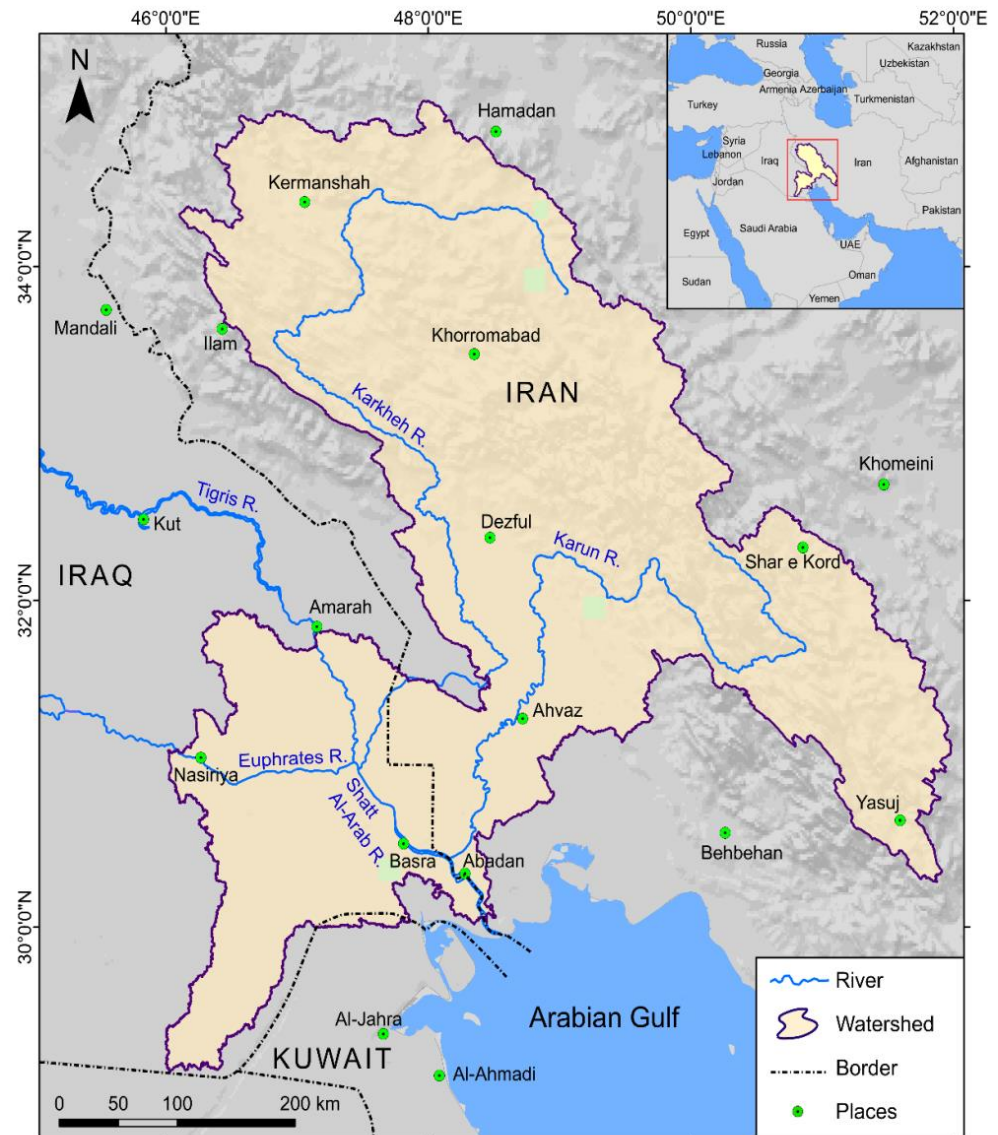 46°0'0"E
48°0'0"E
50°0'0"E
52°0'0"E
N
34°0'0"N
32°0'0"N
30°0'0"N
Hamadan
Kermanshah
Mandali
Ilam
Khorromabad
IRAN
Karkheh R.
Khomeini
Tigris R.
Kut
Dezful
Karun R.
Shar e Kord
IRAQ
Amarah
Ahvaz
Euphrates R.
Nasiriya
Shatt
Al-Arab R.
Basra
Abadan
Yasuj
Behbehan
Al-Jahra
KUWAIT
Al-Ahmadi
Arabian Gulf
0
50
100
200 km
River
Watershed
Border
Places
Russia
Kazakhstan
Uzbekistan
Georgia
Armenia
Azerbaijan
Turkmenistan
Turkey
Syria
Lebanon
Iraq
Iran
Afghanistan
Jordan
Pakistan
Egypt
Saudi Arabia
UAE
Oman
Sudan
Yemen